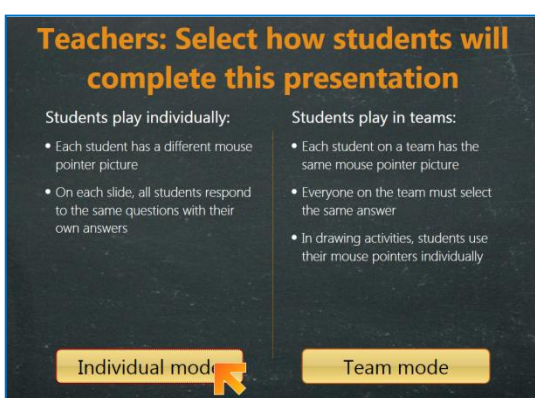 Teachers: Select how students will
complete this presentation
Students play individually:
• Each student has a different mouse
pointer picture
• On each slide, all students respond
to the same questions with their
own answers
Students play in teams:
• Each student on a team has the
same mouse pointer picture
• Everyone on the team must select
the same answer
• In drawing activities, students use
their mouse pointers individually
Individual mode
Team mode